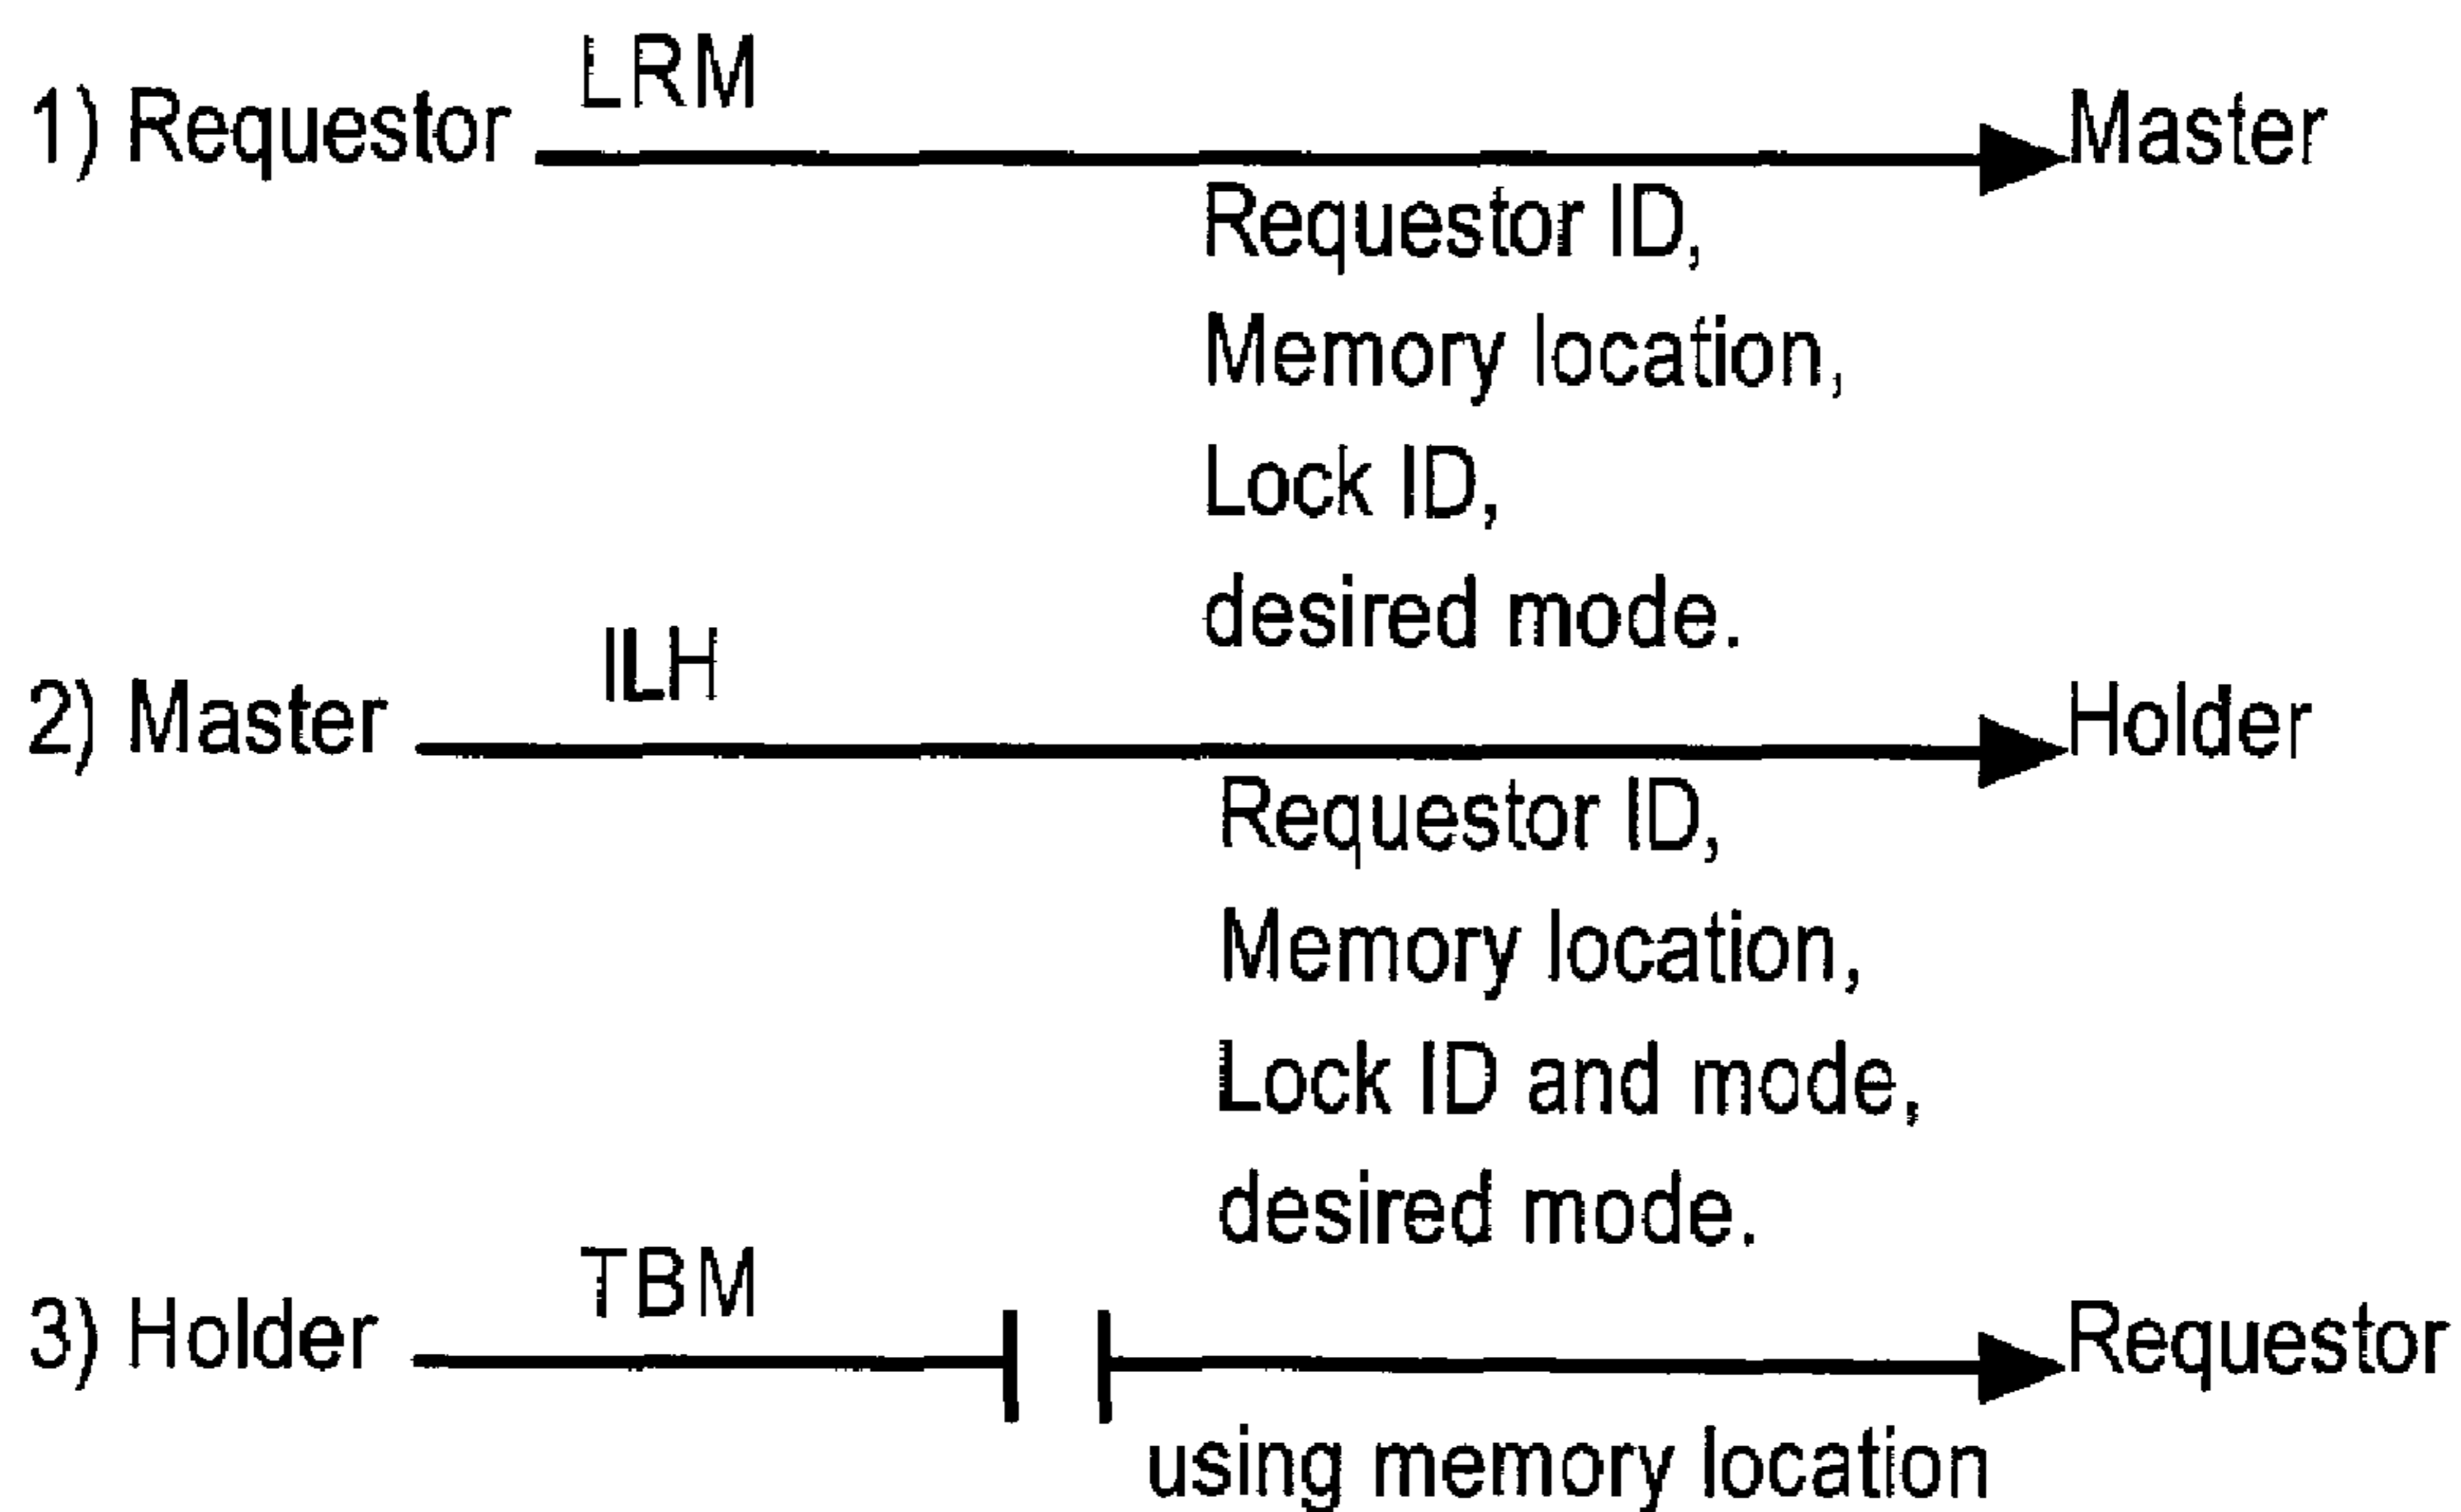 LRM
1) Requestor Master
Requestor ID,
Memory location,
Lock ID,
desired mode.
ILH
2) Master Holder
Requestor ID,
Memory location,
Lock ID and mode,
desired mode.
TBM
3) Holder Requestor
using memory location